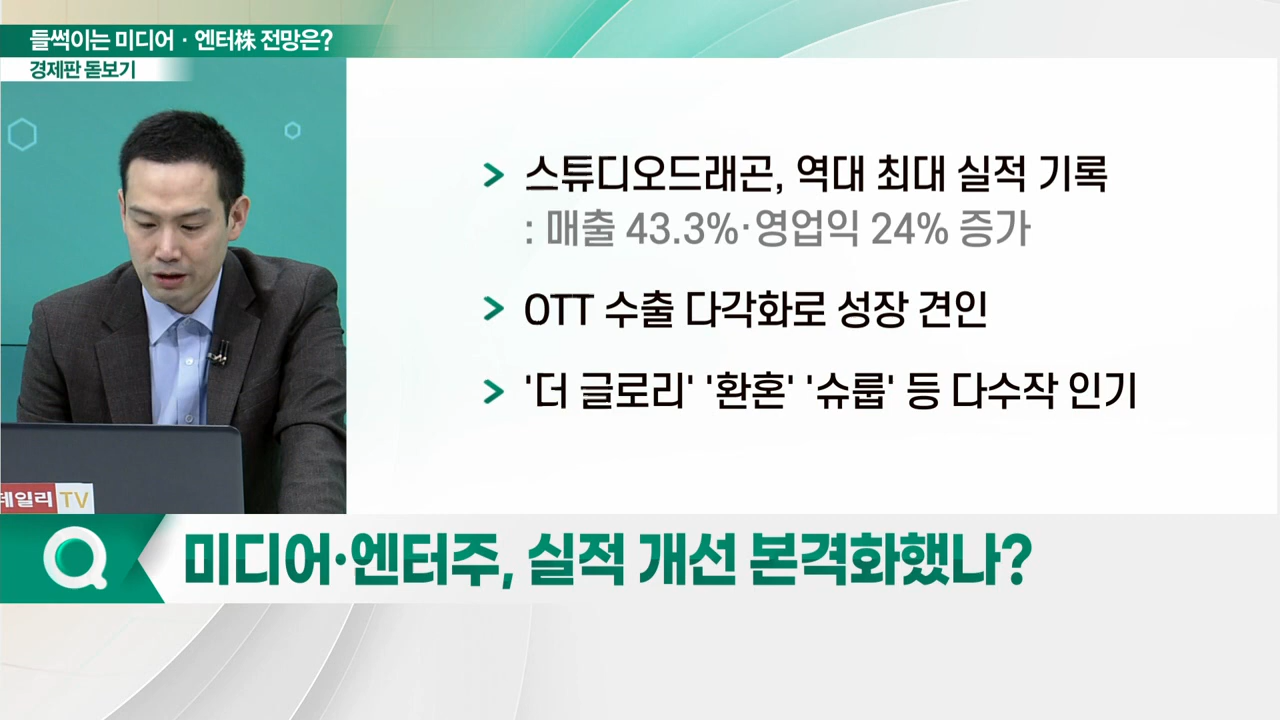 들썩이는 미디어 · 엔터株 전망은?
경제판 돋보기
> 스튜디오드래곤, 역대 최대 실적 기록
: 매출 43.3%·영업익 24% 증가
> OTT 수출 다각화로 성장 견인
> '더 글로리' '환혼' '슈룹' 등 다수작 인기
데일리 TV
Q 미디어·엔터주, 실적 개선 본격화했나?